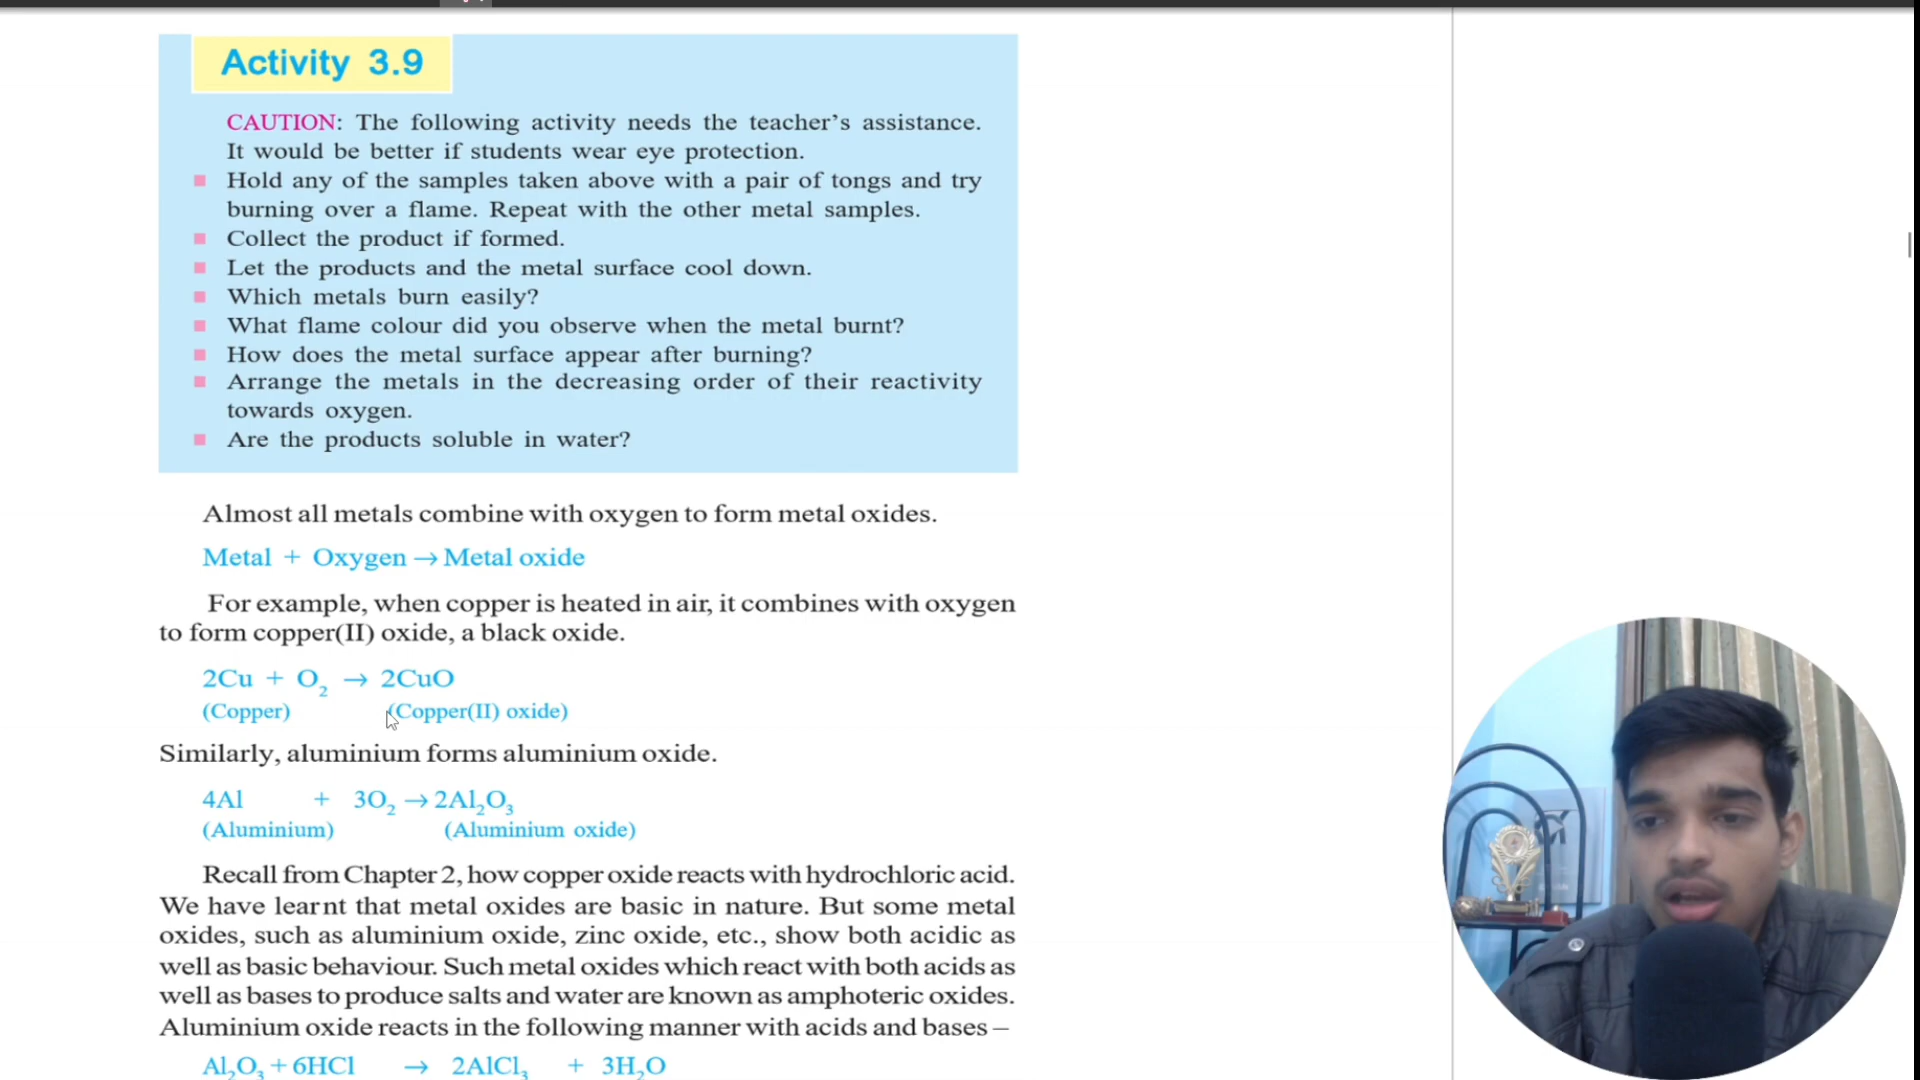 Activity 3.9
CAUTION: The following activity needs the teacher's assistance.
It would be better if students wear eye protection.
■ Hold any of the samples taken above with a pair of tongs and try
burning over a flame. Repeat with the other metal samples.
■ Collect the product if formed.
■ Let the products and the metal surface cool down.
■ Which metals burn easily?
■ What flame colour did you observe when the metal burnt?
■ How does the metal surface appear after burning?
■ Arrange the metals in the decreasing order of their reactivity
towards oxygen.
■ Are the products soluble in water?
Almost all metals combine with oxygen to form metal oxides.
Metal + Oxygen → Metal oxide
For example, when copper is heated in air, it combines with oxygen
to form copper(II) oxide, a black oxide.
2Cu + O₂ → 2CuO
(Copper) (Copper(II) oxide)
Similarly, aluminium forms aluminium oxide.
4Al + 3O₂ → 2Al₂O₃
(Aluminium) (Aluminium oxide)
Recall from Chapter 2, how copper oxide reacts with hydrochloric acid.
We have learnt that metal oxides are basic in nature. But some metal
oxides, such as aluminium oxide, zinc oxide, etc., show both acidic as
well as basic behaviour. Such metal oxides which react with both acids as
well as bases to produce salts and water are known as amphoteric oxides.
Aluminium oxide reacts in the following manner with acids and bases –
Al₂O₃ + 6HCl → 2AlCl₃ + 3H₂O